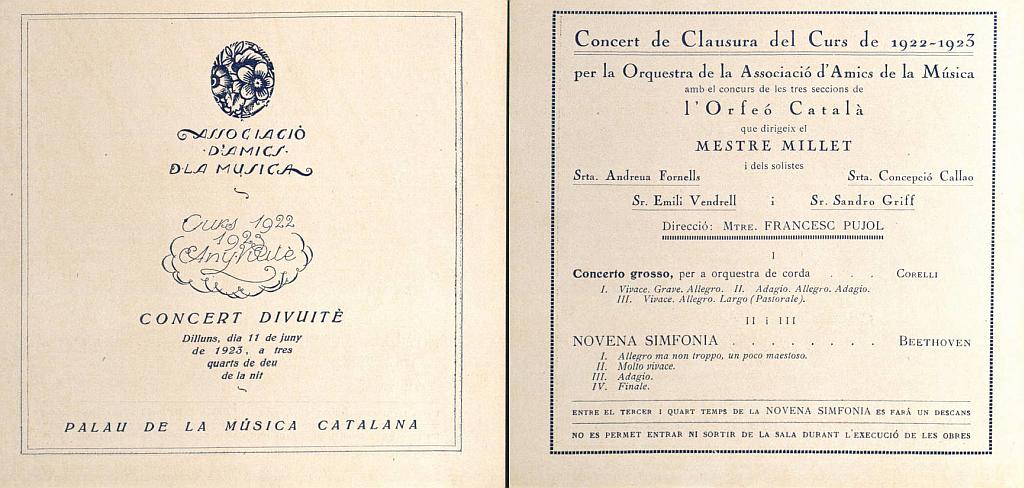 ASSOCIACIÒ
·D'AMICS·
D·LA MUSICA
Curs 1922
1923
Any·vuitè
CONCERT DIVUITÈ
Dilluns, dia 11 de juny
de 1923, a tres
quarts de deu
de la nit
PALAU DE LA MÚSICA CATALANA
Concert de Clausura del Curs de 1922-1923
per la Orquestra de la Associació d'Amics de la Música
amb el concurs de les tres seccions de
l'Orfeó Català
que dirigeix el
MESTRE MILLET
i dels solistes
Srta. Andreua Fornells Srta. Concepció Callao
Sr. Emili Vendrell i Sr. Sandro Griff
Direcció: MTRE. FRANCESC PUJOL
I
Concerto grosso, per a orquestra de corda . . . CORELLI
I. Vivace. Grave. Allegro. II. Adagio. Allegro. Adagio.
III. Vivace. Allegro. Largo (Pastorale).
II i III
NOVENA SIMFONIA . . . . . . . . BEETHOVEN
I. Allegro ma non troppo, un poco maestoso.
II. Molto vivace.
III. Adagio.
IV. Finale.
ENTRE EL TERCER I QUART TEMPS DE LA NOVENA SIMFONIA ES FARÁ UN DESCANS
NO ES PERMET ENTRAR NI SORTIR DE LA SALA DURANT L'EXECUCIÓ DE LES OBRES